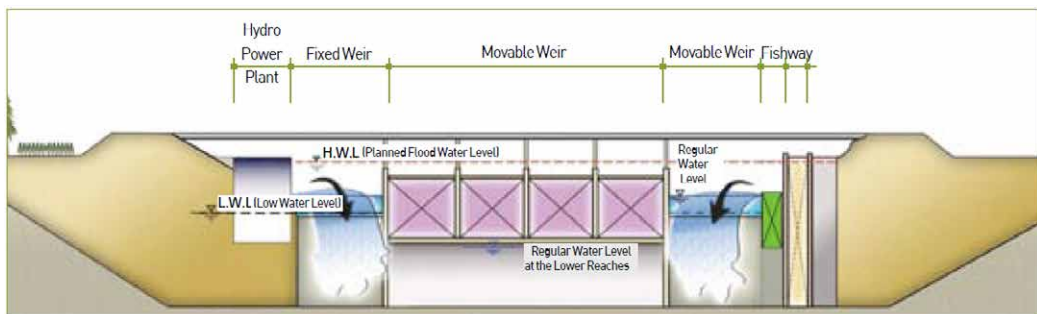 Hydro
Power
Plant
Fixed Weir
Movable Weir
Movable Weir
Fishway
H.W.L (Planned Flood Water Level)
Regular
Water
Level
L.W.L (Low Water Level)
Regular Water Level
at the Lower Reaches